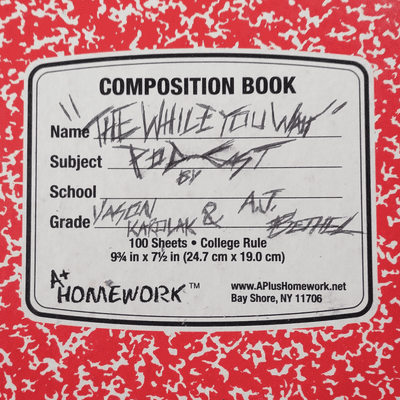 COMPOSITION BOOK
Name "THE WHILE YOU WAIT"
Subject PODCAST
School BY
Grade JASON KAROLAK & A.J. BETHEL
100 Sheets • College Rule
9¾ in x 7½ in (24.7 cm x 19.0 cm)
A+ HOMEWORK™
www.APlusHomework.net
Bay Shore, NY 11706